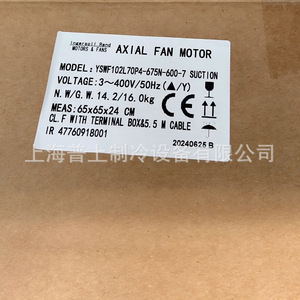 Ingersoll Rand
MOTORS & FANS
AXIAL FAN MOTOR
MODEL: YSWF102L70P4-675N-600-7 SUCTION
VOLTAGE: 3~400V/50Hz (▲/Y)
N.W/G.W. 14.2/16.0kg
MEAS: 65x65x24 CM
CL.F WITH TERMINAL BOX&5.5 M CABLE
IR 47760918001
CE
20240625 B
上海普士制冷设备有限公司